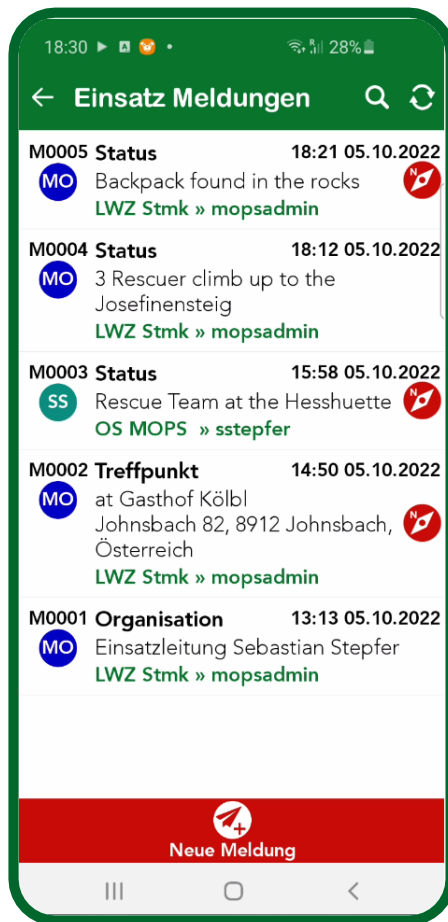 18:30 28%
Einsatz Meldungen
M0005 Status 18:21 05.10.2022
MO Backpack found in the rocks N
LWZ Stmk » mopsadmin
M0004 Status 18:12 05.10.2022
MO 3 Rescuer climb up to the
Josefinensteig
LWZ Stmk » mopsadmin
M0003 Status 15:58 05.10.2022
SS Rescue Team at the Hesshuette N
OS MOPS » sstepfer
M0002 Treffpunkt 14:50 05.10.2022
MO at Gasthof Kölbl
Johnsbach 82, 8912 Johnsbach, N
Österreich
LWZ Stmk » mopsadmin
M0001 Organisation 13:13 05.10.2022
MO Einsatzleitung Sebastian Stepfer
LWZ Stmk » mopsadmin
Neue Meldung